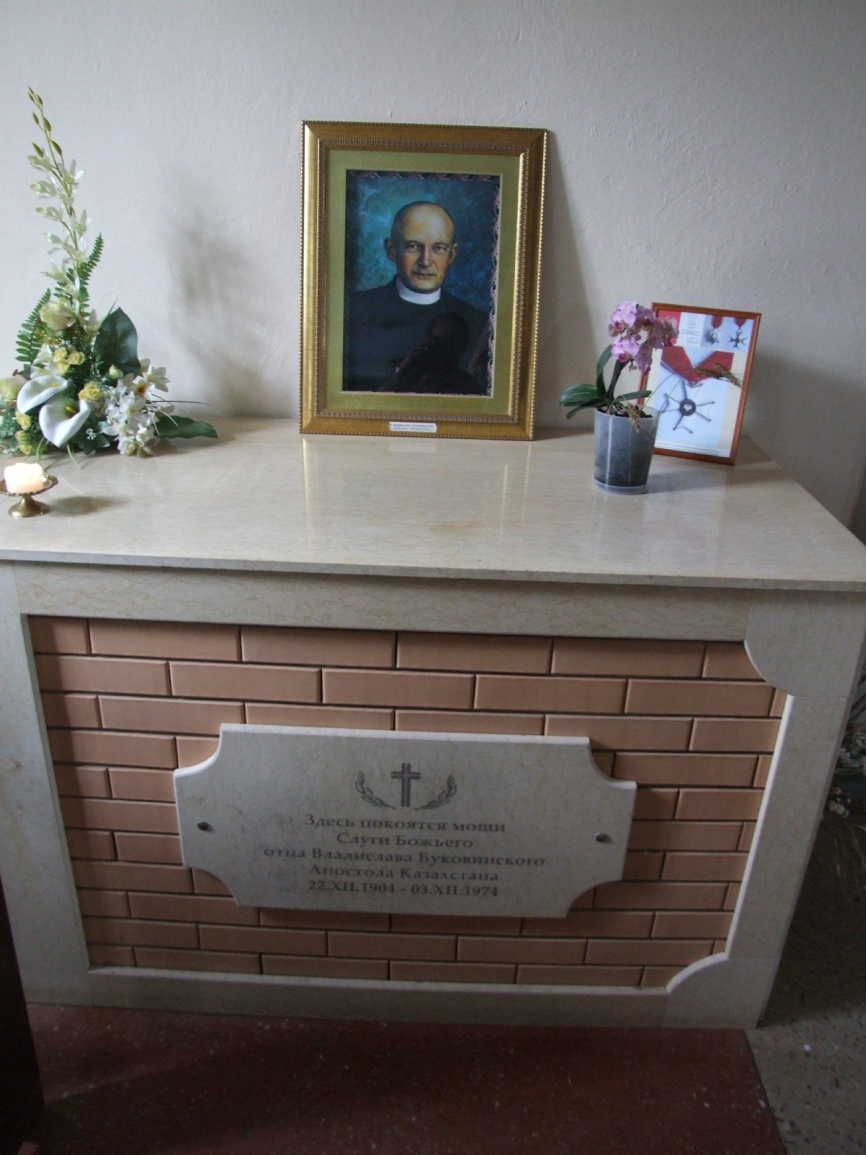 Здесь покоятся мощи
Слуги Божьего
отца Владислава Буковинского
Апостола Казахстана
22.XII.1904 - 03.XII.1974